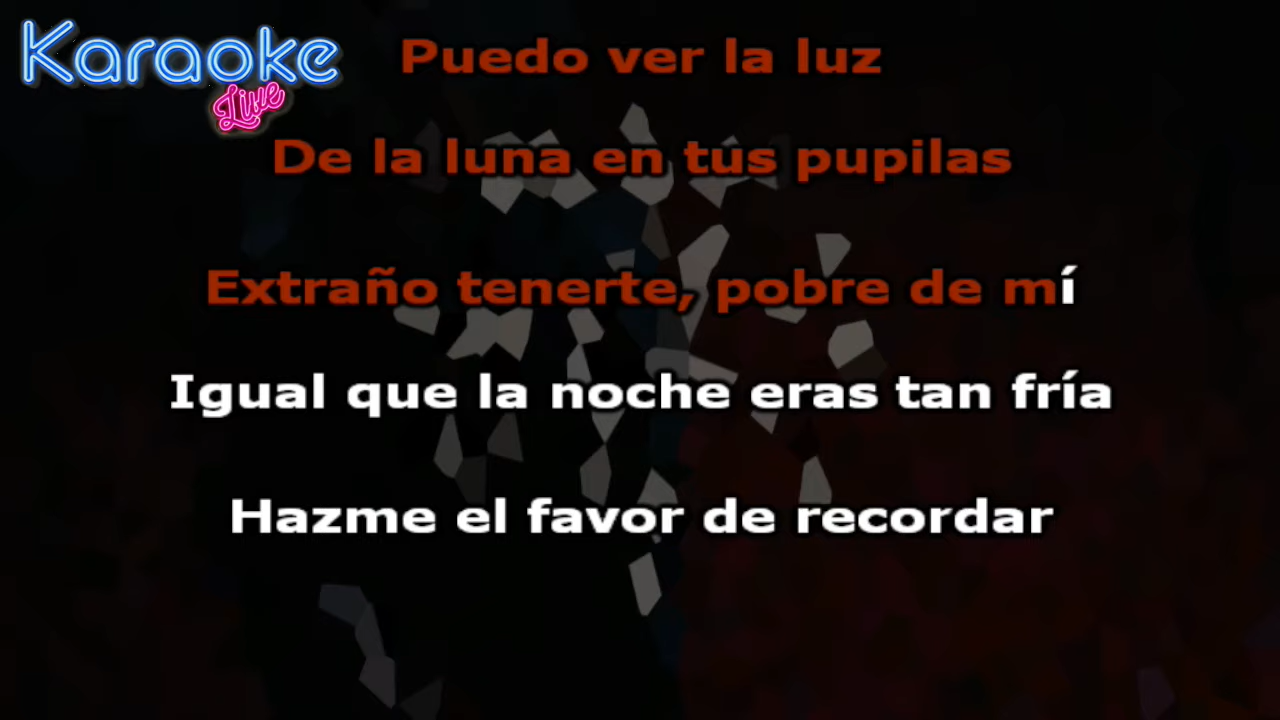 Karaoke
Live
Puedo ver la luz
De la luna en tus pupilas
Extraño tenerte, pobre de mí
Igual que la noche eras tan fría
Hazme el favor de recordar